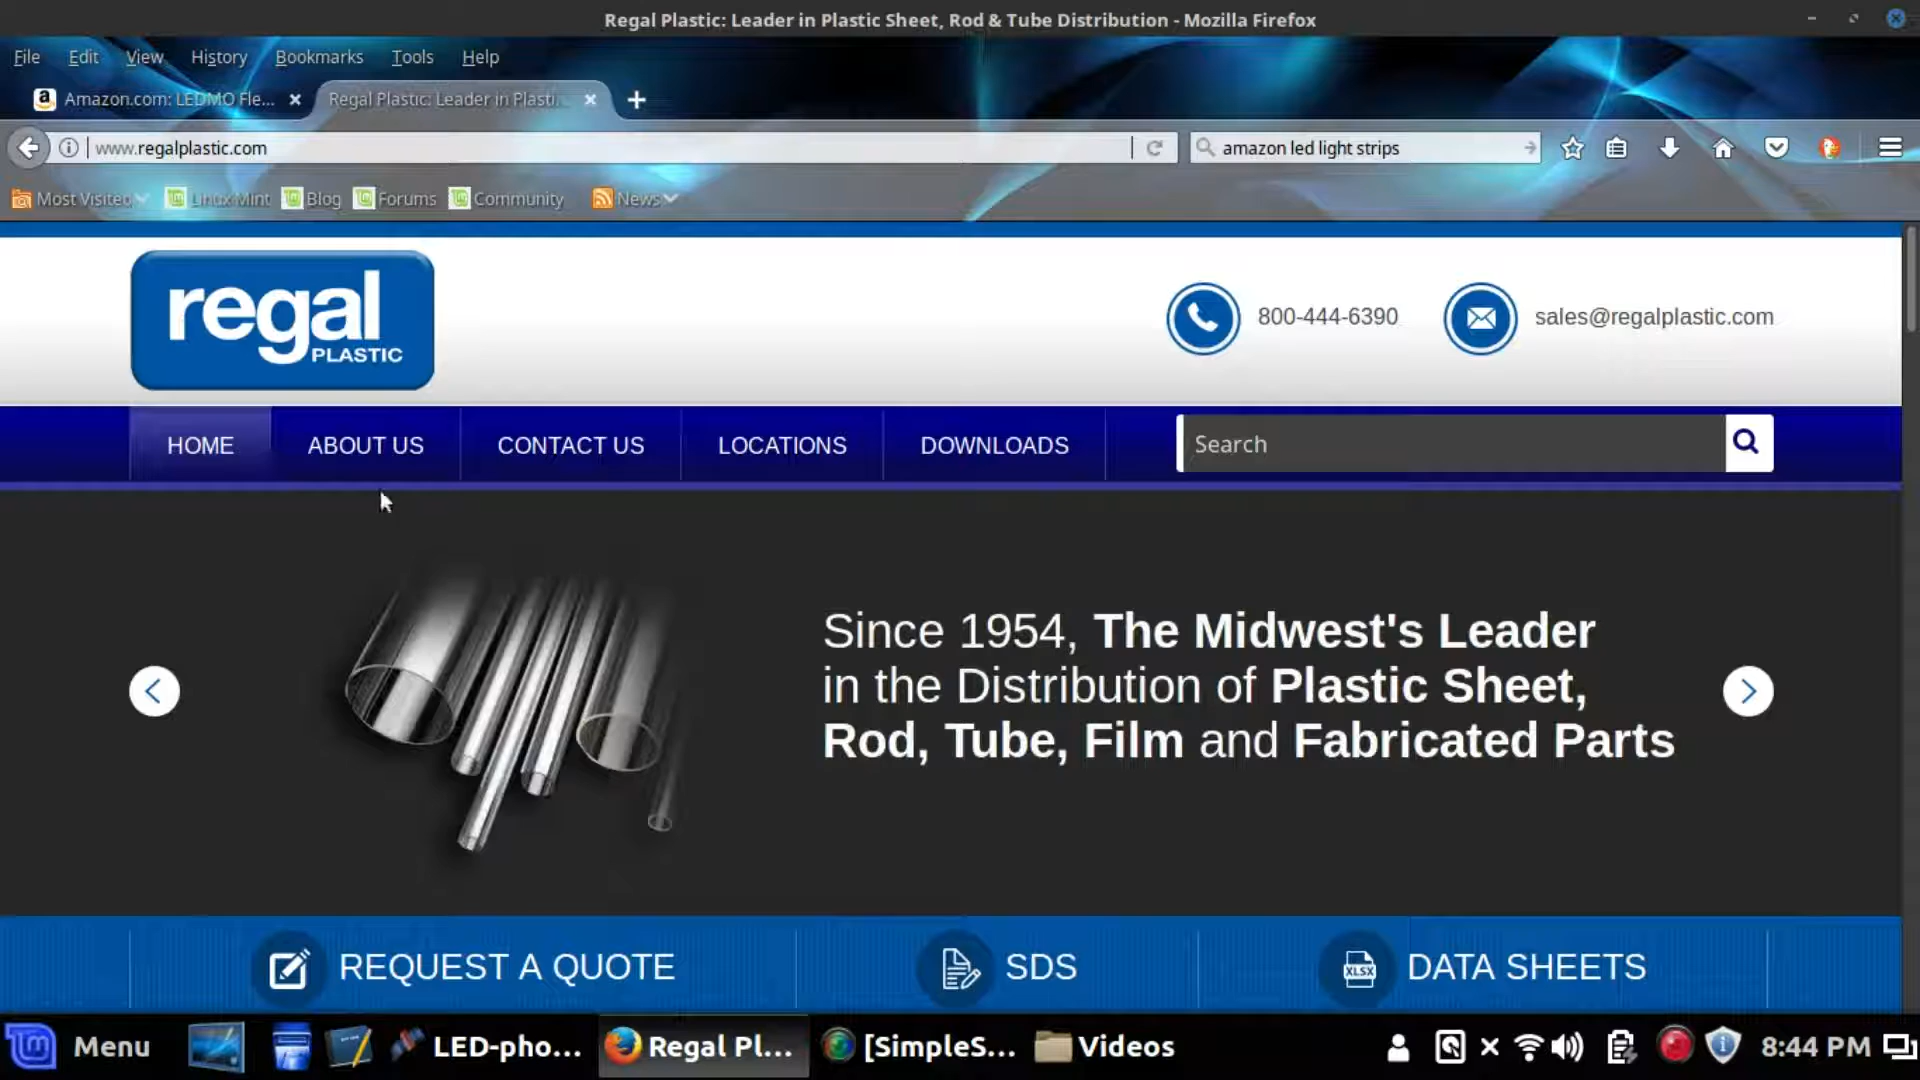 Regal Plastic: Leader in Plastic Sheet, Rod & Tube Distribution - Mozilla Firefox
File Edit View History Bookmarks Tools Help
Amazon.com: LEDMO Fle... Regal Plastic: Leader in Plasti
www.regalplastic.com amazon led light strips
Most Visited Linux Mint Blog Forums Community News
regal
PLASTIC
800-444-6390 sales@regalplastic.com
HOME ABOUT US CONTACT US LOCATIONS DOWNLOADS Search
Since 1954, The Midwest's Leader
in the Distribution of Plastic Sheet,
Rod, Tube, Film and Fabricated Parts
REQUEST A QUOTE SDS XLSX DATA SHEETS
Menu LED-pho... Regal Pl... [SimpleS... Videos 8:44 PM